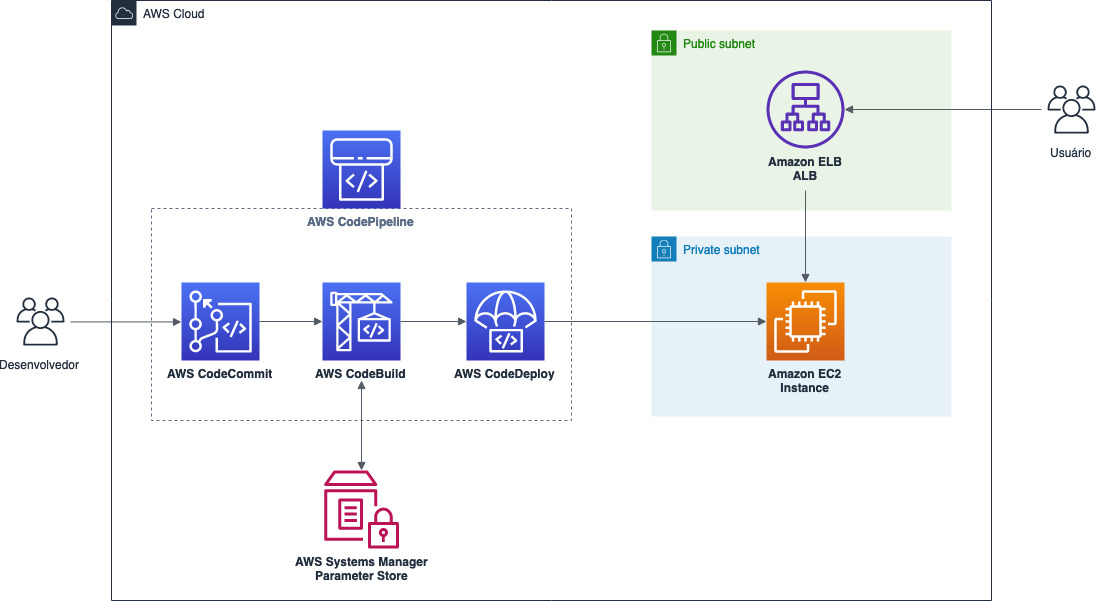 AWS Cloud
Public subnet
Amazon ELB
ALB
Usuário
AWS CodePipeline
Private subnet
Desenvolvedor
AWS CodeCommit
AWS CodeBuild
AWS CodeDeploy
Amazon EC2
Instance
AWS Systems Manager
Parameter Store